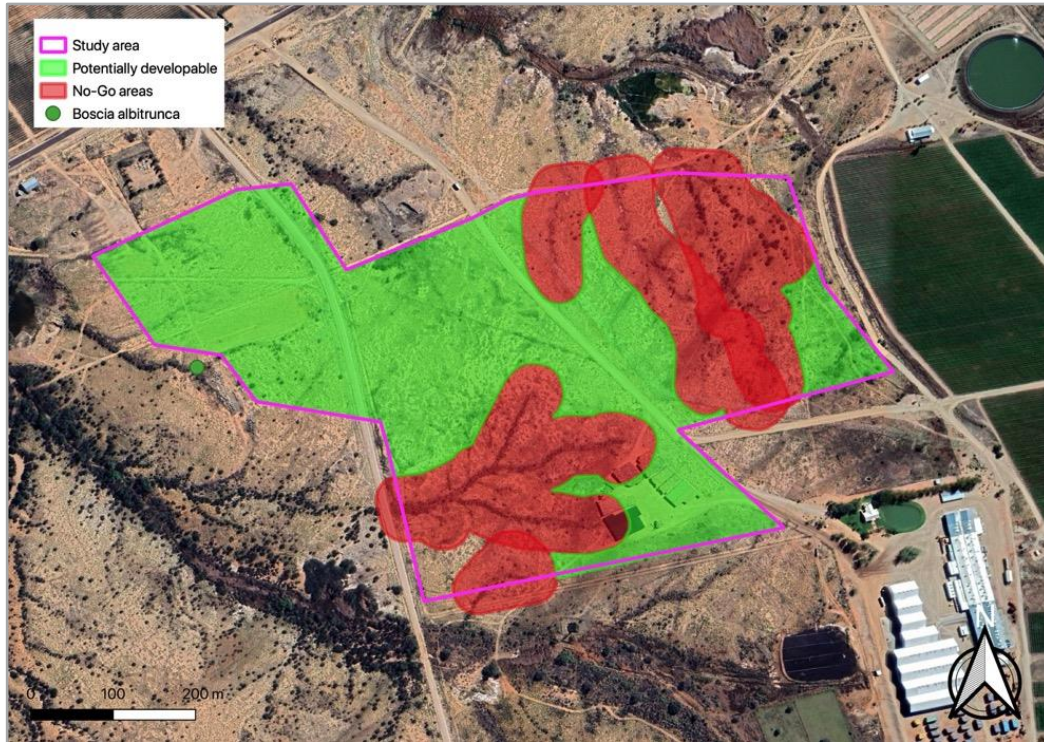 Study area
Potentially developable
No-Go areas
Boscia albitrunca
N
0 100 200 m